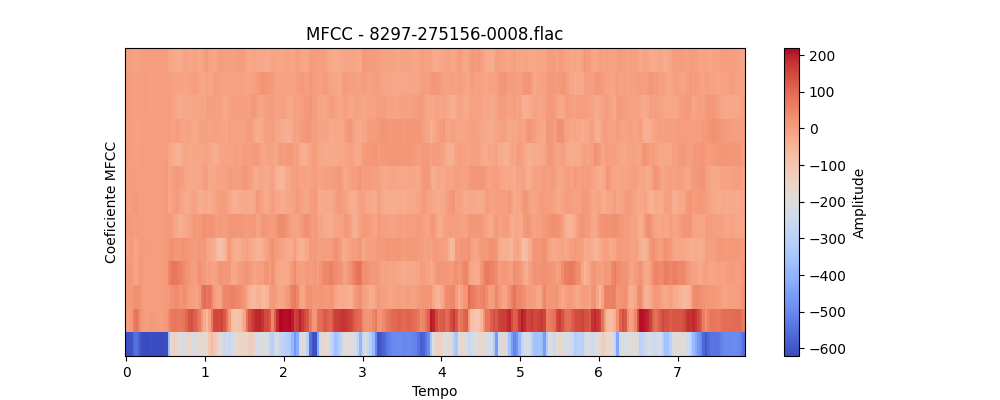 MFCC - 8297-275156-0008.flac
Coeficiente MFCC
0 1 2 3 4 5 6 7
Tempo
200
100
0
−100
−200
−300
−400
−500
−600
Amplitude